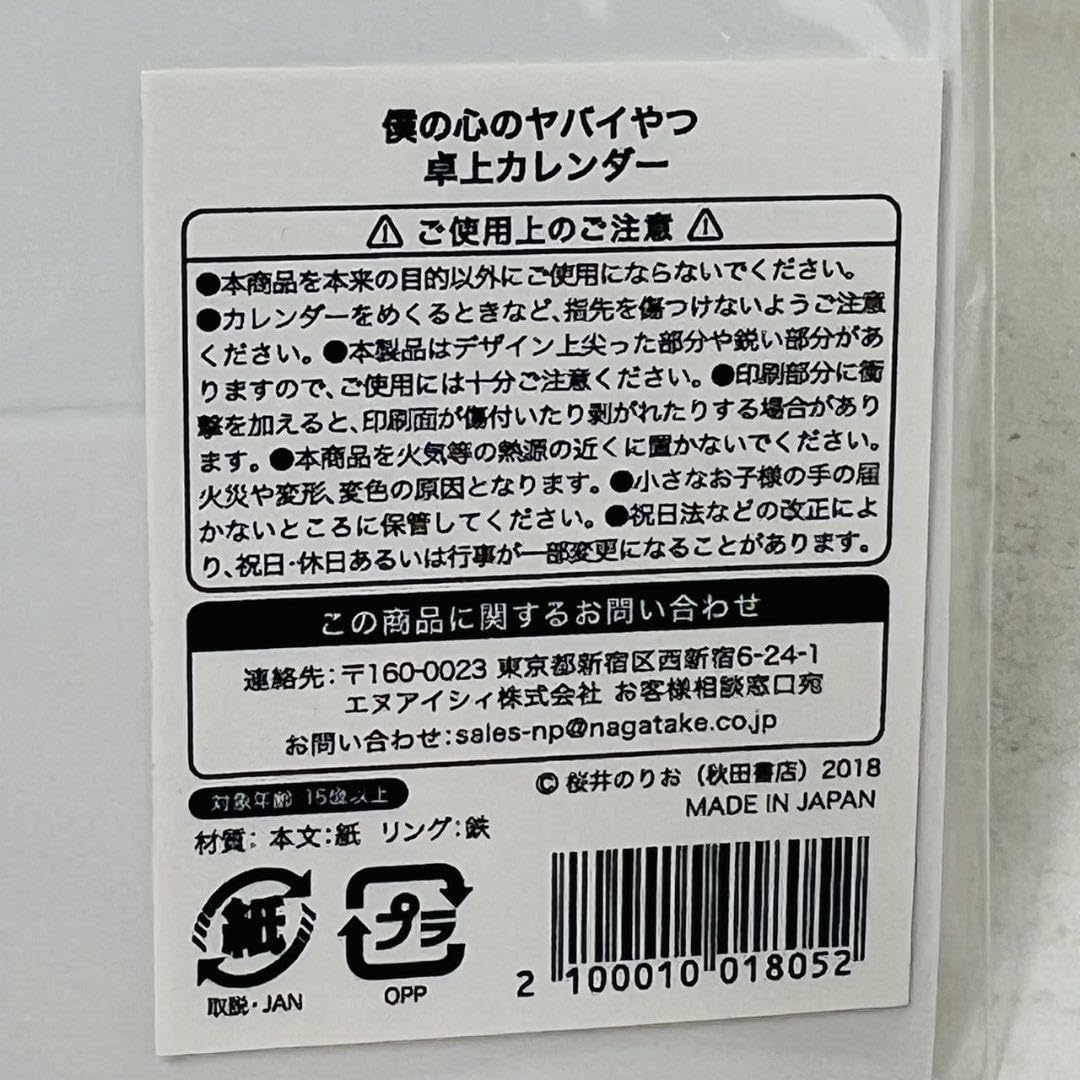 僕の心のヤバイやつ
卓上カレンダー
⚠ ご使用上のご注意 ⚠
●本商品を本来の目的以外にご使用にならないでください。
●カレンダーをめくるときなど、指先を傷つけないようご注意
ください。●本製品はデザイン上尖った部分や鋭い部分があ
りますので、ご使用には十分ご注意ください。●印刷部分に衝
撃を加えると、印刷面が傷付いたり剥がれたりする場合があり
ます。●本商品を火気等の熱源の近くに置かないでください。
火災や変形、変色の原因となります。●小さなお子様の手の届
かないところに保管してください。●祝日法などの改正によ
り、祝日・休日あるいは行事が一部変更になることがあります。
この商品に関するお問い合わせ
連絡先:〒160-0023 東京都新宿区西新宿6-24-1
エヌアイシィ株式会社 お客様相談窓口宛
お問い合わせ:sales-np@nagatake.co.jp
© 桜井のりお（秋田書店）2018
MADE IN JAPAN
対象年齢 15歳以上
材質: 本文:紙 リング:鉄
紙
取説・JAN
プラ
OPP
2 100010 018052